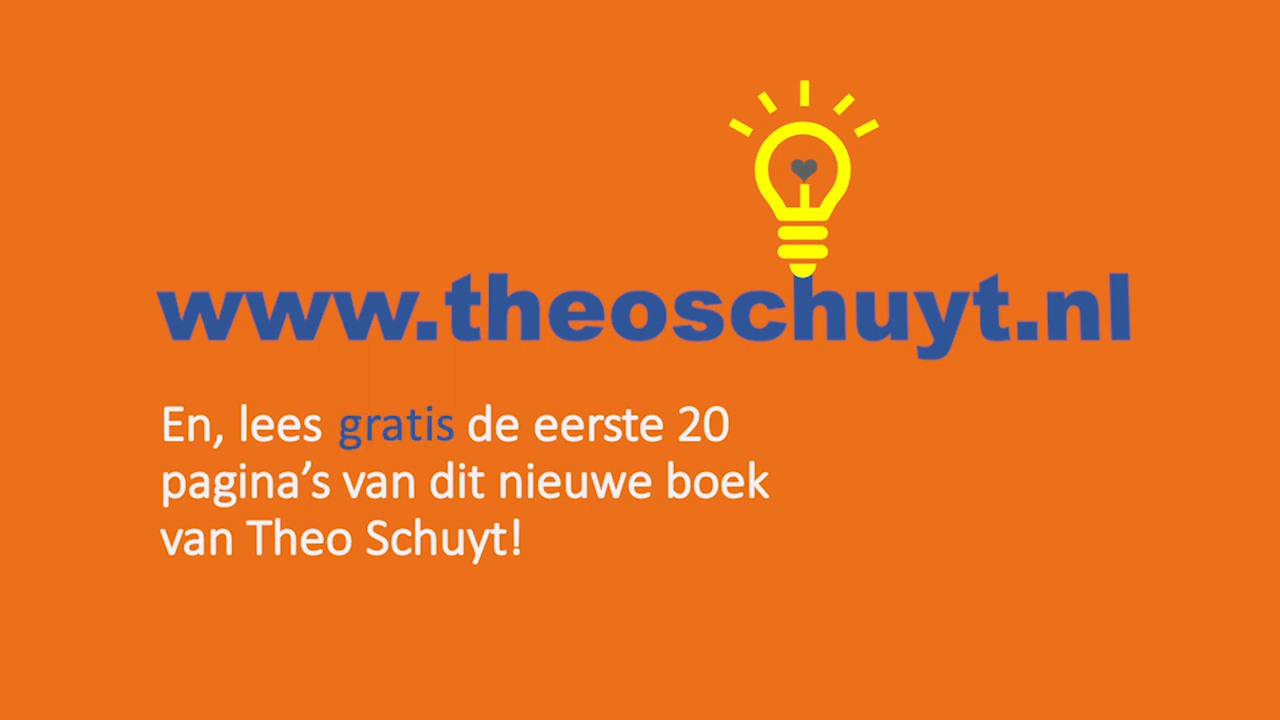 www.theoschuyt.nl
En, lees gratis de eerste 20
pagina’s van dit nieuwe boek
van Theo Schuyt!